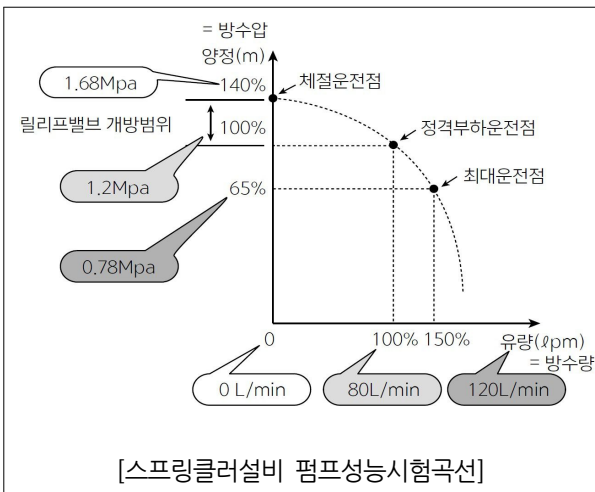 = 방수압
양정(m)
1.68Mpa
140%
체절운전점
릴리프밸브 개방범위
100%
정격부하운전점
1.2Mpa
65%
최대운전점
0.78Mpa
0
100%
150%
유량(ℓpm)
= 방수량
0 L/min
80L/min
120L/min
[스프링클러설비 펌프성능시험곡선]